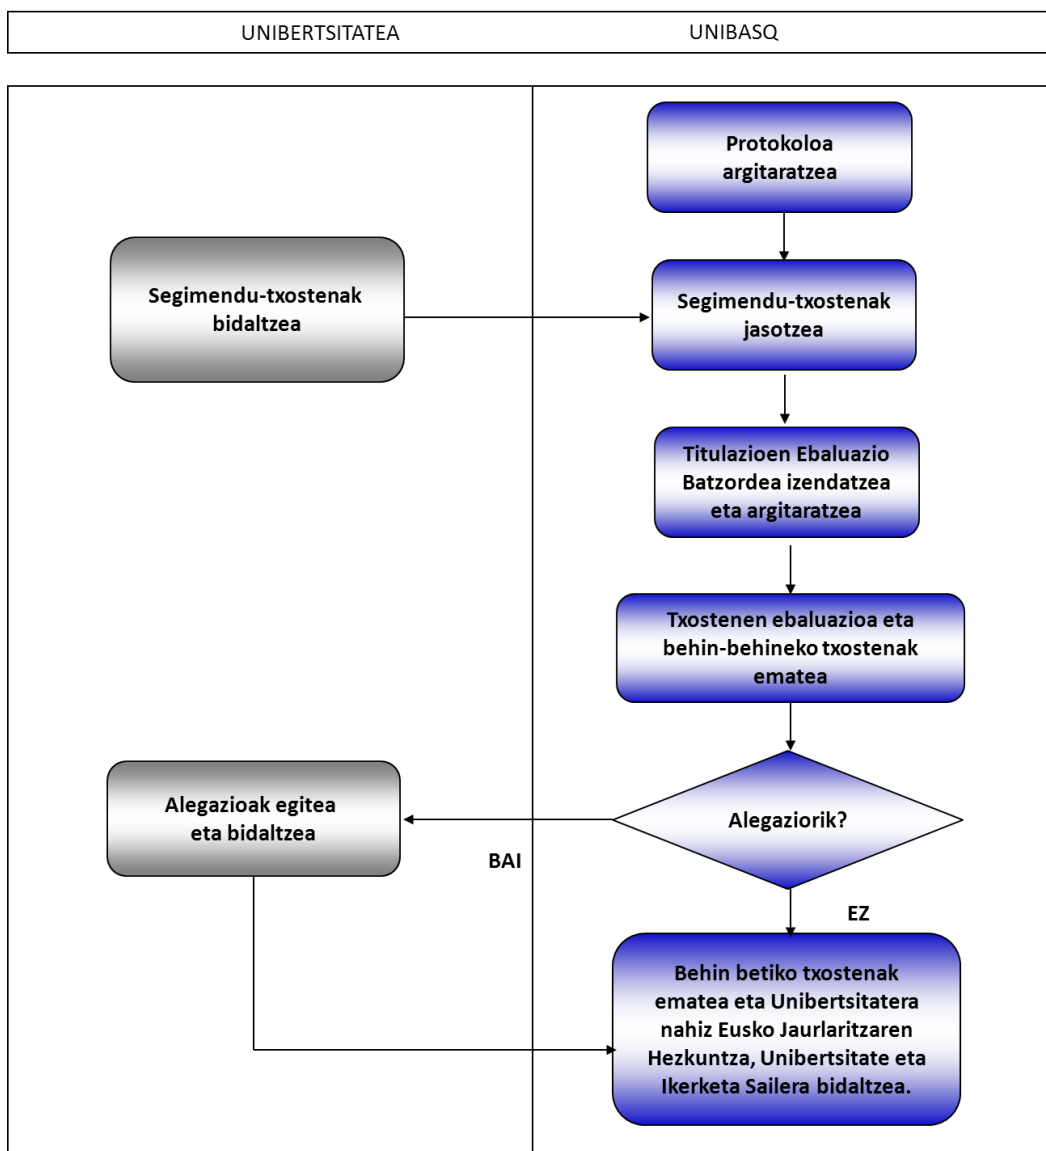 UNIBERTSITATEA
UNIBASQ
Protokoloa
argitaratzea
Segimendu-txostenak
bidaltzea
Segimendu-txostenak
jasotzea
Titulazioen Ebaluazio
Batzordea izendatzea
eta argitaratzea
Txostenen ebaluazioa eta
behin-behineko txostenak
ematea
Alegaziorik?
Alegazioak egitea
eta bidaltzea
BAI
EZ
Behin betiko txostenak
ematea eta Unibertsitatera
nahiz Eusko Jaurlaritzaren
Hezkuntza, Unibertsitate eta
Ikerketa Sailera bidaltzea.